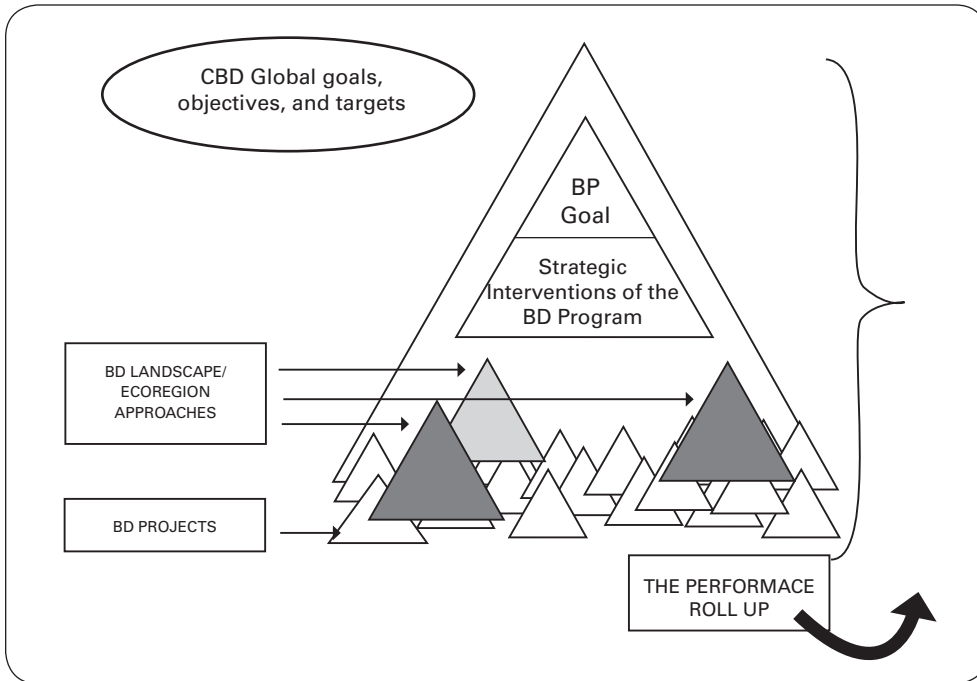 CBD Global goals,
objectives, and targets
BP
Goal
Strategic
Interventions of the
BD Program
BD LANDSCAPE/
ECOREGION
APPROACHES
BD PROJECTS
THE PERFORMACE
ROLL UP